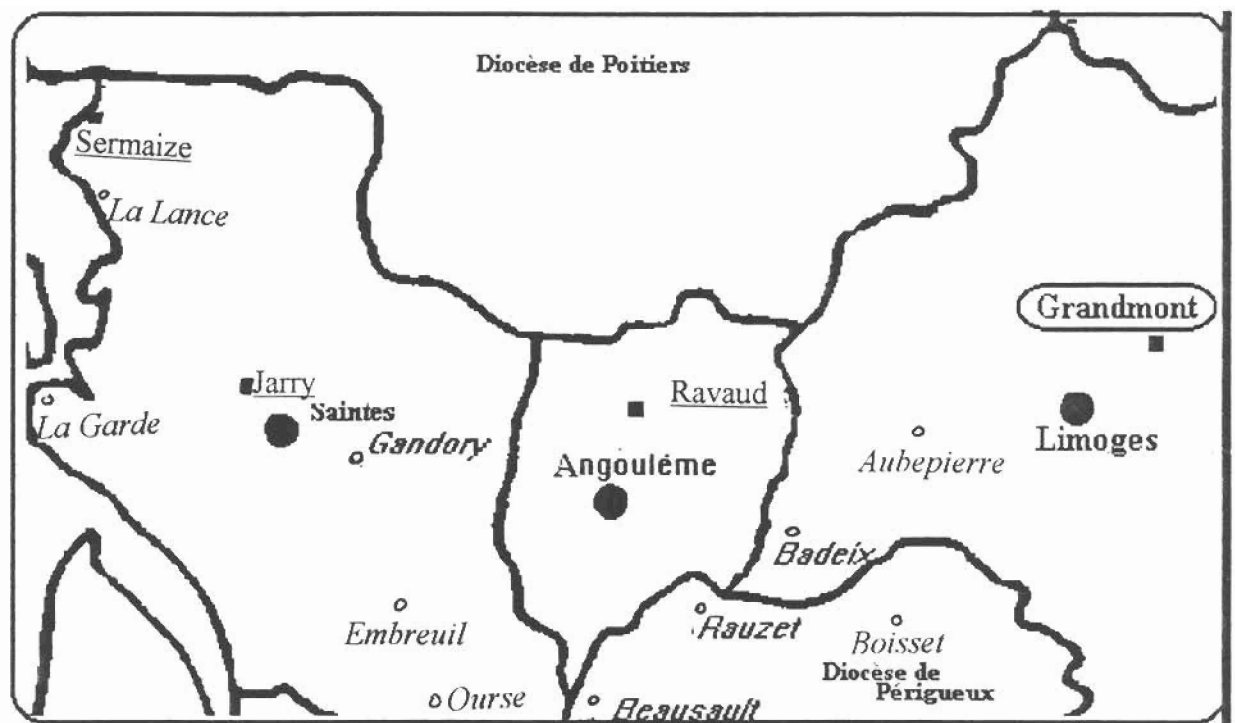 Diocèse de Poitiers
Sermaize
La Lance
Grandmont
Jarry
Ravaud
Saintes
La Garde
Gandory
Angouléme
Limoges
Aubepierre
Badeix
Embreuil
Rauzet
Boisset
Diocèse de
Périgueux
Ourse
Beausault